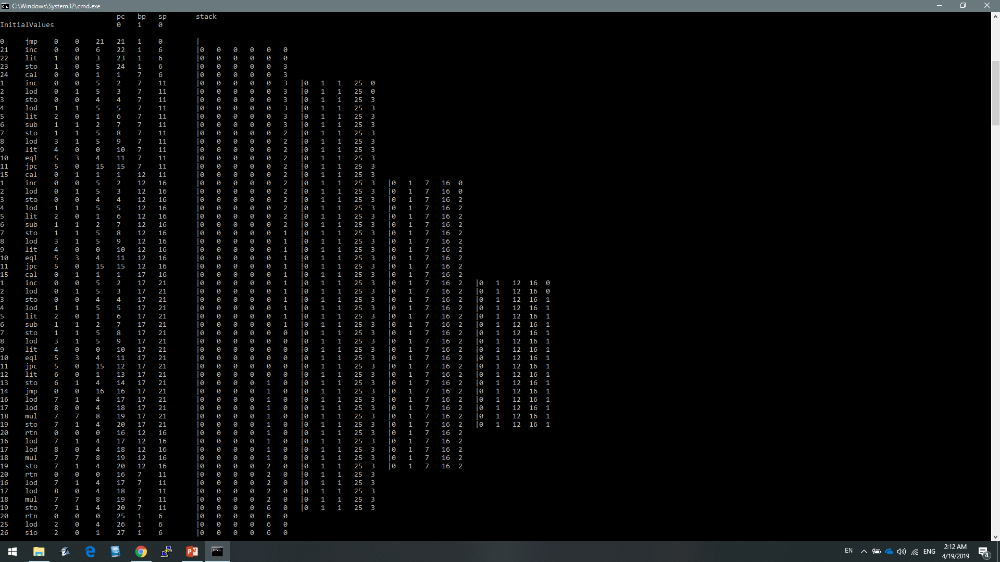 C:\Windows\System32\cmd.exe
pc bp sp stack
InitialValues 0 1 0
0 jmp 0 0 21 21 1 0 |
21 inc 0 0 6 22 1 6 |0 0 0 0 0 0
22 lit 1 0 3 23 1 6 |0 0 0 0 0 0
23 sto 1 0 5 24 1 6 |0 0 0 0 0 3
24 cal 0 0 1 1 7 6 |0 0 0 0 0 3
1 inc 0 0 5 2 7 11 |0 0 0 0 0 3 |0 1 1 25 0
2 lod 0 1 5 3 7 11 |0 0 0 0 0 3 |0 1 1 25 0
3 sto 0 0 4 4 7 11 |0 0 0 0 0 3 |0 1 1 25 3
4 lod 1 1 5 5 7 11 |0 0 0 0 0 3 |0 1 1 25 3
5 lit 2 0 1 6 7 11 |0 0 0 0 0 3 |0 1 1 25 3
6 sub 1 1 2 7 7 11 |0 0 0 0 0 3 |0 1 1 25 3
7 sto 1 1 5 8 7 11 |0 0 0 0 0 2 |0 1 1 25 3
8 lod 3 1 5 9 7 11 |0 0 0 0 0 2 |0 1 1 25 3
9 lit 4 0 0 10 7 11 |0 0 0 0 0 2 |0 1 1 25 3
10 eql 5 3 4 11 7 11 |0 0 0 0 0 2 |0 1 1 25 3
11 jpc 5 0 15 15 7 11 |0 0 0 0 0 2 |0 1 1 25 3
15 cal 0 1 1 1 12 11 |0 0 0 0 0 2 |0 1 1 25 3
1 inc 0 0 5 2 12 16 |0 0 0 0 0 2 |0 1 1 25 3 |0 1 7 16 0
2 lod 0 1 5 3 12 16 |0 0 0 0 0 2 |0 1 1 25 3 |0 1 7 16 0
3 sto 0 0 4 4 12 16 |0 0 0 0 0 2 |0 1 1 25 3 |0 1 7 16 2
4 lod 1 1 5 5 12 16 |0 0 0 0 0 2 |0 1 1 25 3 |0 1 7 16 2
5 lit 2 0 1 6 12 16 |0 0 0 0 0 2 |0 1 1 25 3 |0 1 7 16 2
6 sub 1 1 2 7 12 16 |0 0 0 0 0 2 |0 1 1 25 3 |0 1 7 16 2
7 sto 1 1 5 8 12 16 |0 0 0 0 0 1 |0 1 1 25 3 |0 1 7 16 2
8 lod 3 1 5 9 12 16 |0 0 0 0 0 1 |0 1 1 25 3 |0 1 7 16 2
9 lit 4 0 0 10 12 16 |0 0 0 0 0 1 |0 1 1 25 3 |0 1 7 16 2
10 eql 5 3 4 11 12 16 |0 0 0 0 0 1 |0 1 1 25 3 |0 1 7 16 2
11 jpc 5 0 15 15 12 16 |0 0 0 0 0 1 |0 1 1 25 3 |0 1 7 16 2
15 cal 0 1 1 1 17 16 |0 0 0 0 0 1 |0 1 1 25 3 |0 1 7 16 2
1 inc 0 0 5 2 17 21 |0 0 0 0 0 1 |0 1 1 25 3 |0 1 7 16 2 |0 1 12 16 0
2 lod 0 1 5 3 17 21 |0 0 0 0 0 1 |0 1 1 25 3 |0 1 7 16 2 |0 1 12 16 0
3 sto 0 0 4 4 17 21 |0 0 0 0 0 1 |0 1 1 25 3 |0 1 7 16 2 |0 1 12 16 1
4 lod 1 1 5 5 17 21 |0 0 0 0 0 1 |0 1 1 25 3 |0 1 7 16 2 |0 1 12 16 1
5 lit 2 0 1 6 17 21 |0 0 0 0 0 1 |0 1 1 25 3 |0 1 7 16 2 |0 1 12 16 1
6 sub 1 1 2 7 17 21 |0 0 0 0 0 1 |0 1 1 25 3 |0 1 7 16 2 |0 1 12 16 1
7 sto 1 1 5 8 17 21 |0 0 0 0 0 0 |0 1 1 25 3 |0 1 7 16 2 |0 1 12 16 1
8 lod 3 1 5 9 17 21 |0 0 0 0 0 0 |0 1 1 25 3 |0 1 7 16 2 |0 1 12 16 1
9 lit 4 0 0 10 17 21 |0 0 0 0 0 0 |0 1 1 25 3 |0 1 7 16 2 |0 1 12 16 1
10 eql 5 3 4 11 17 21 |0 0 0 0 0 0 |0 1 1 25 3 |0 1 7 16 2 |0 1 12 16 1
11 jpc 5 0 15 12 17 21 |0 0 0 0 0 0 |0 1 1 25 3 |0 1 7 16 2 |0 1 12 16 1
12 lit 6 0 1 13 17 21 |0 0 0 0 0 0 |0 1 1 25 3 |0 1 7 16 2 |0 1 12 16 1
13 sto 6 1 4 14 17 21 |0 0 0 0 1 0 |0 1 1 25 3 |0 1 7 16 2 |0 1 12 16 1
14 jmp 0 0 16 16 17 21 |0 0 0 0 1 0 |0 1 1 25 3 |0 1 7 16 2 |0 1 12 16 1
16 lod 7 1 4 17 17 21 |0 0 0 0 1 0 |0 1 1 25 3 |0 1 7 16 2 |0 1 12 16 1
17 lod 8 0 4 18 17 21 |0 0 0 0 1 0 |0 1 1 25 3 |0 1 7 16 2 |0 1 12 16 1
18 mul 7 7 8 19 17 21 |0 0 0 0 1 0 |0 1 1 25 3 |0 1 7 16 2 |0 1 12 16 1
19 sto 7 1 4 20 17 21 |0 0 0 0 1 0 |0 1 1 25 3 |0 1 7 16 2 |0 1 12 16 1
20 rtn 0 0 0 16 12 16 |0 0 0 0 1 0 |0 1 1 25 3 |0 1 7 16 2
16 lod 7 1 4 17 12 16 |0 0 0 0 1 0 |0 1 1 25 3 |0 1 7 16 2
17 lod 8 0 4 18 12 16 |0 0 0 0 1 0 |0 1 1 25 3 |0 1 7 16 2
18 mul 7 7 8 19 12 16 |0 0 0 0 1 0 |0 1 1 25 3 |0 1 7 16 2
19 sto 7 1 4 20 12 16 |0 0 0 0 2 0 |0 1 1 25 3 |0 1 7 16 2
20 rtn 0 0 0 16 7 11 |0 0 0 0 2 0 |0 1 1 25 3
16 lod 7 1 4 17 7 11 |0 0 0 0 2 0 |0 1 1 25 3
17 lod 8 0 4 18 7 11 |0 0 0 0 2 0 |0 1 1 25 3
18 mul 7 7 8 19 7 11 |0 0 0 0 2 0 |0 1 1 25 3
19 sto 7 1 4 20 7 11 |0 0 0 0 6 0 |0 1 1 25 3
20 rtn 0 0 0 25 1 6 |0 0 0 0 6 0
25 lod 2 0 4 26 1 6 |0 0 0 0 6 0
26 sio 2 0 1 27 1 6 |0 0 0 0 6 0
EN ENG 2:12 AM
4/19/2019 4